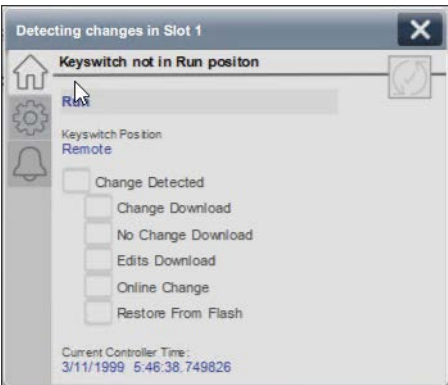 Detecting changes in Slot 1
Keyswitch not in Run positon
Run
Keyswitch Position
Remote
Change Detected
Change Download
No Change Download
Edits Download
Online Change
Restore From Flash
Current Controller Time:
3/11/1999 5:46:38.749826